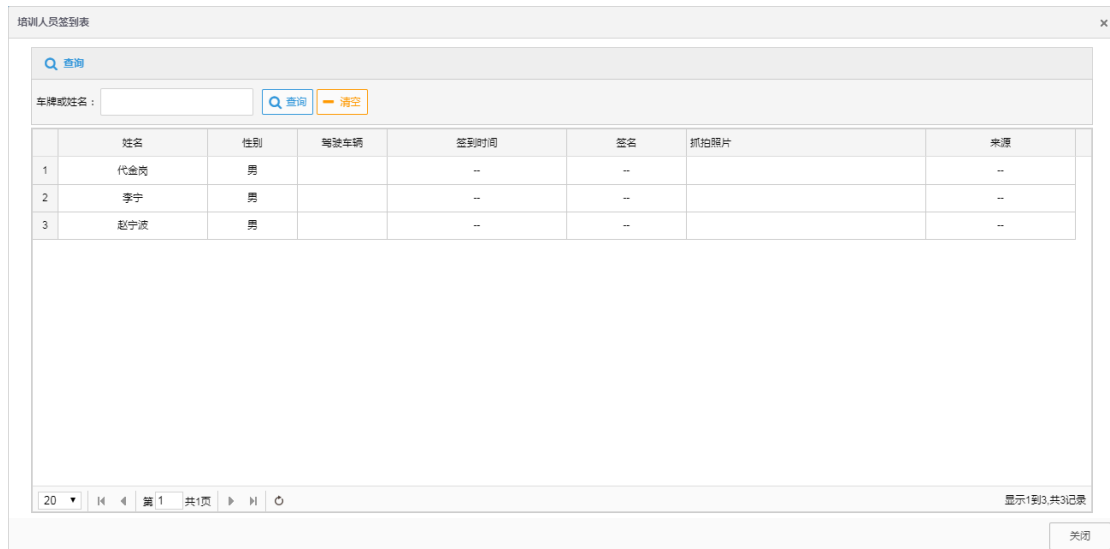 培训人员签到表 ×
查询
车牌或姓名： 查询 清空
姓名 性别 驾驶车辆 签到时间 签名 抓拍照片 来源
1 代金岗 男 -- -- --
2 李宁 男 -- -- --
3 赵宁波 男 -- -- --
20 第 1 共1页 显示1到3,共3记录
关闭